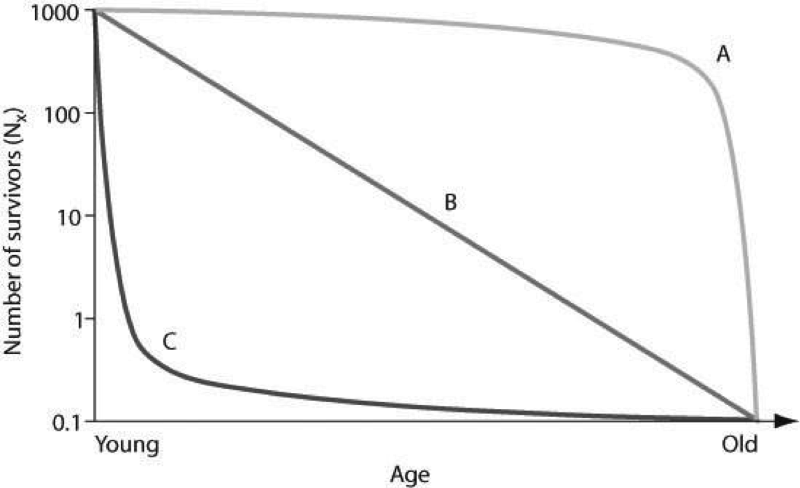 1000
A
100
B
10
1
C
0.1
Young
Old
Age
Number of survivors (Nx)